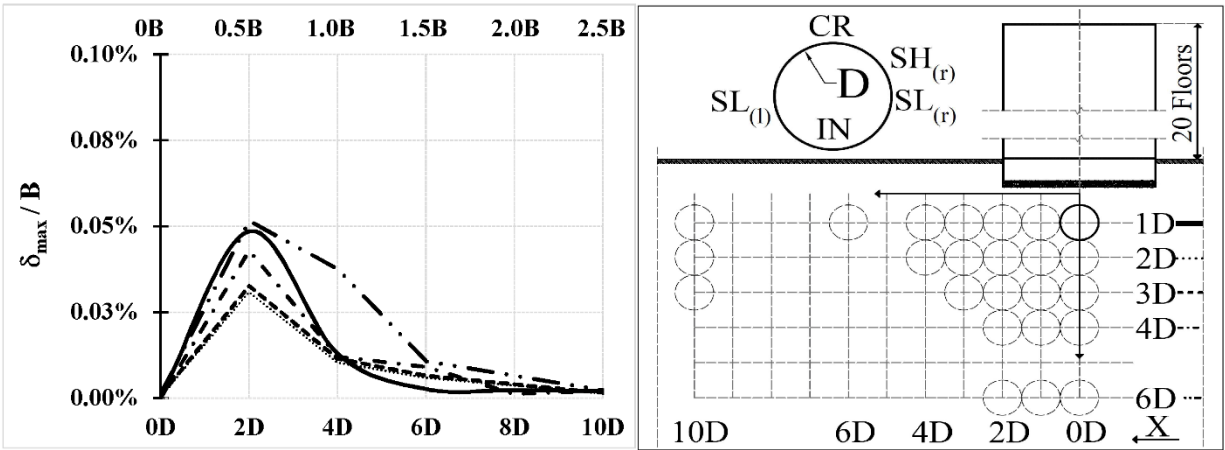 0B 0.5B 1.0B 1.5B 2.0B 2.5B
0.10%
0.08%
0.05%
0.03%
0.00%
δmax / B
0D 2D 4D 6D 8D 10D
CR
SH(r)
D
SL(l)
SL(r)
IN
20 Floors
1D
2D
3D
4D
6D
10D 6D 4D 2D 0D X